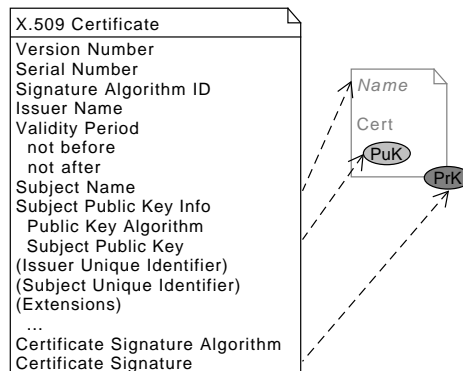 X.509 Certificate
Version Number
Serial Number
Signature Algorithm ID
Issuer Name
Validity Period
not before
not after
Subject Name
Subject Public Key Info
Public Key Algorithm
Subject Public Key
(Issuer Unique Identifier)
(Subject Unique Identifier)
(Extensions)
...
Certificate Signature Algorithm
Certificate Signature
Name
Cert
PuK
PrK